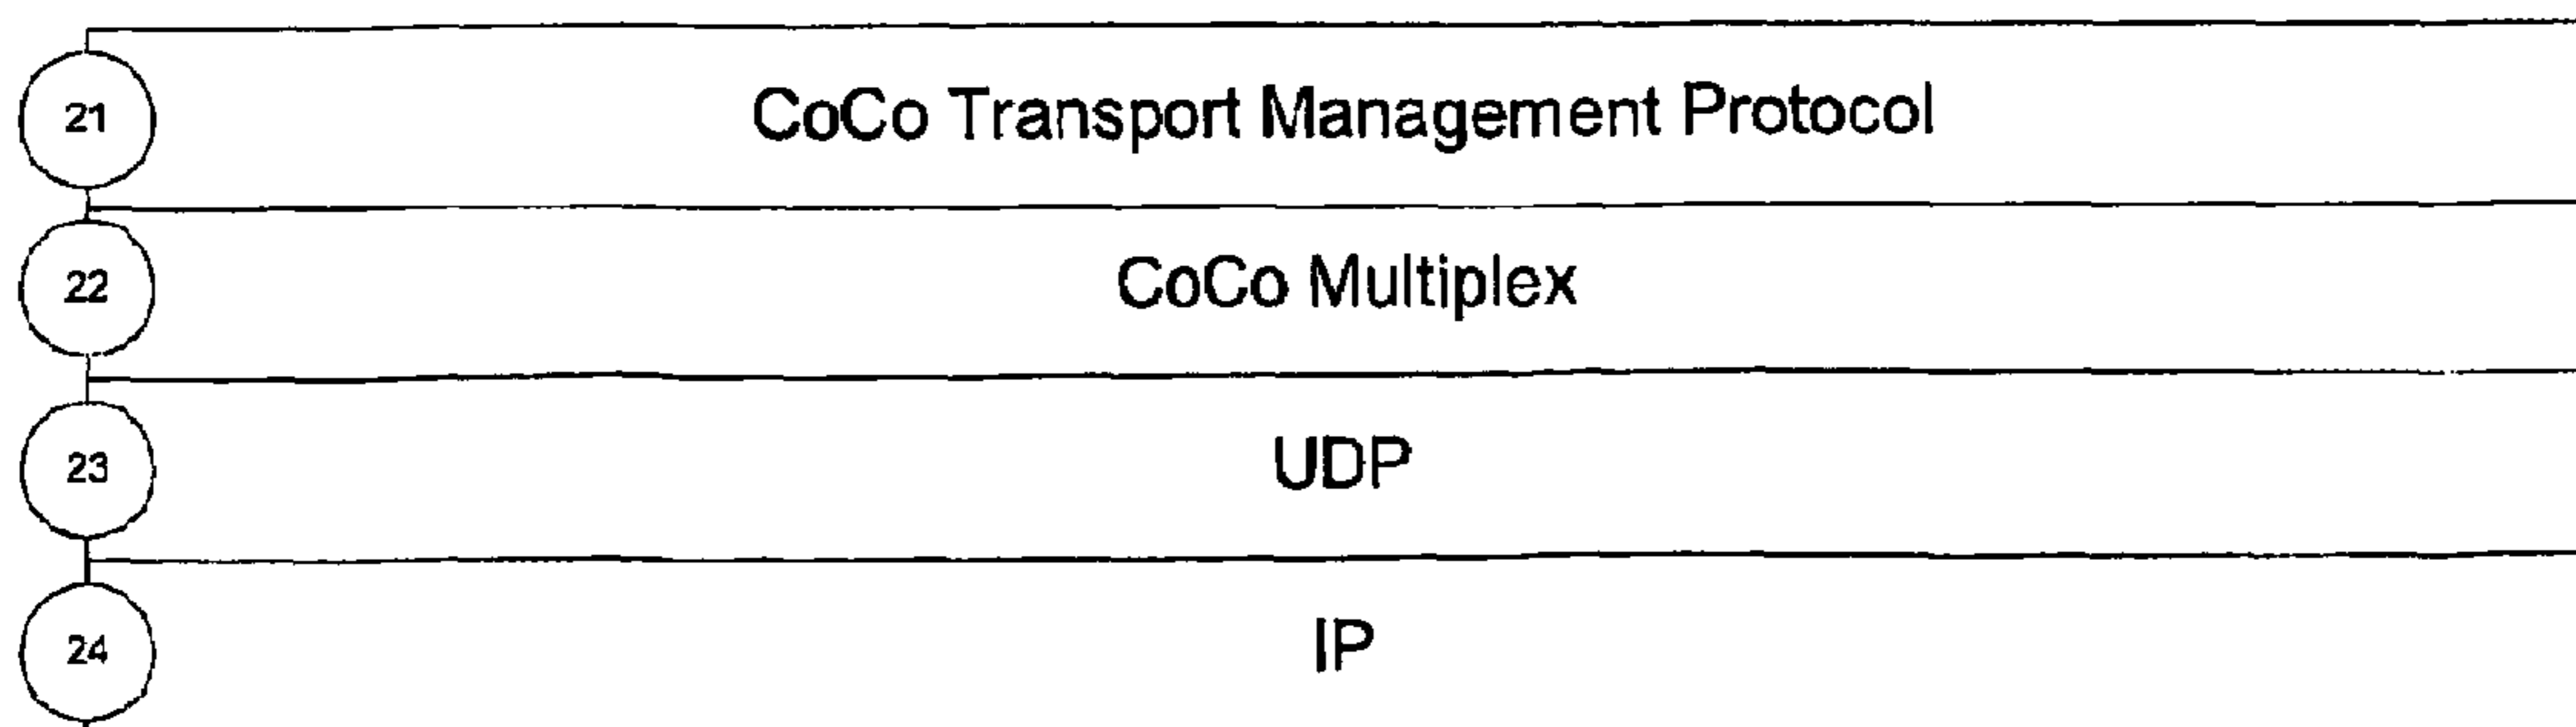 21 CoCo Transport Management Protocol
22 CoCo Multiplex
23 UDP
24 IP